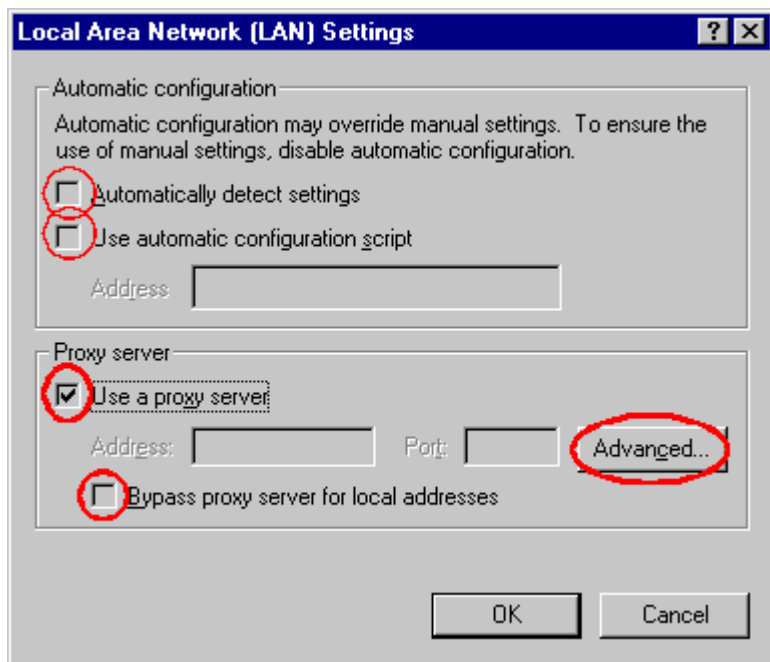 Local Area Network (LAN) Settings
Automatic configuration
Automatic configuration may override manual settings. To ensure the
use of manual settings, disable automatic configuration.
Automatically detect settings
Use automatic configuration script
Address
Proxy server
Use a proxy server
Address: Port: Advanced...
Bypass proxy server for local addresses
OK Cancel